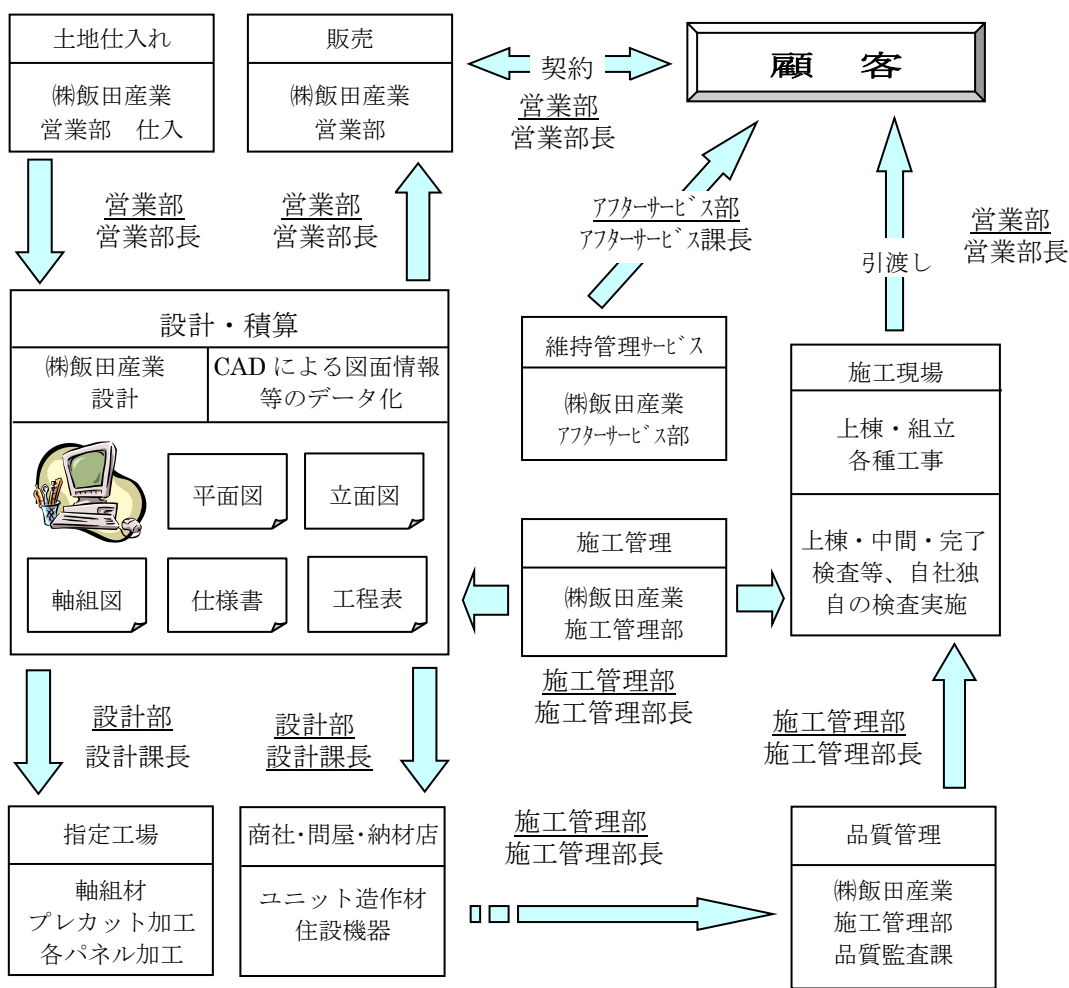 土地仕入れ
㈱飯田産業
営業部 仕入
販売
㈱飯田産業
営業部
契約
営業部
営業部長
顧 客
営業部
営業部長
営業部
営業部長
アフターサービス部
アフターサービス課長
引渡し
営業部
営業部長
設計・積算
㈱飯田産業
設計
CADによる図面情報
等のデータ化
平面図
立面図
軸組図
仕様書
工程表
維持管理サービス
㈱飯田産業
アフターサービス部
施工現場
上棟・組立
各種工事
上棟・中間・完了
検査等、自社独
自の検査実施
施工管理
㈱飯田産業
施工管理部
施工管理部
施工管理部長
設計部
設計課長
設計部
設計課長
施工管理部
施工管理部長
指定工場
軸組材
プレカット加工
各パネル加工
商社・問屋・納材店
ユニット造作材
住設機器
施工管理部
施工管理部長
品質管理
㈱飯田産業
施工管理部
品質監査課